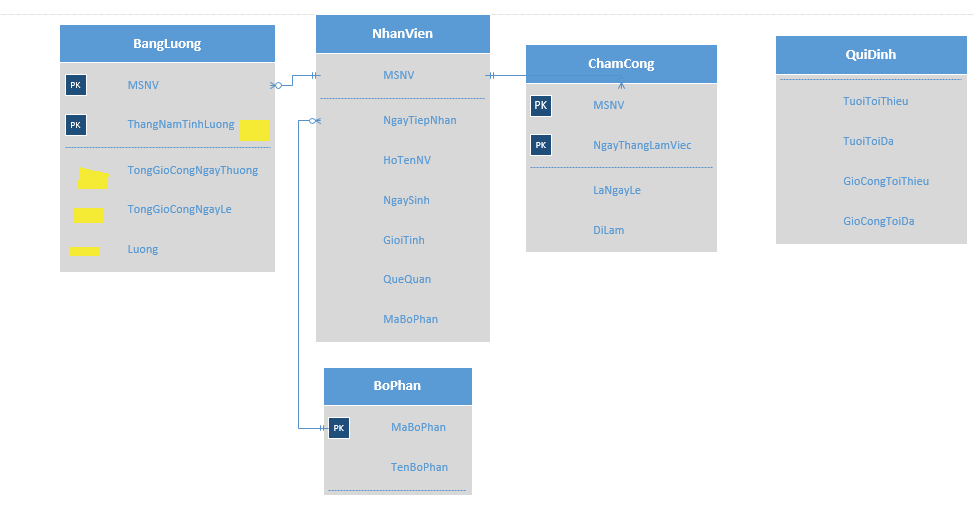 BangLuong
PK MSNV
PK ThangNamTinhLuong
TongGioCongNgayThuong
TongGioCongNgayLe
Luong
NhanVien
MSNV
NgayTiepNhan
HoTenNV
NgaySinh
GioiTinh
QueQuan
MaBoPhan
ChamCong
PK MSNV
PK NgayThangLamViec
LaNgayLe
DiLam
QuiDinh
TuoiToiThieu
TuoiToiDa
GioCongToiThieu
GioCongToiDa
BoPhan
PK MaBoPhan
TenBoPhan